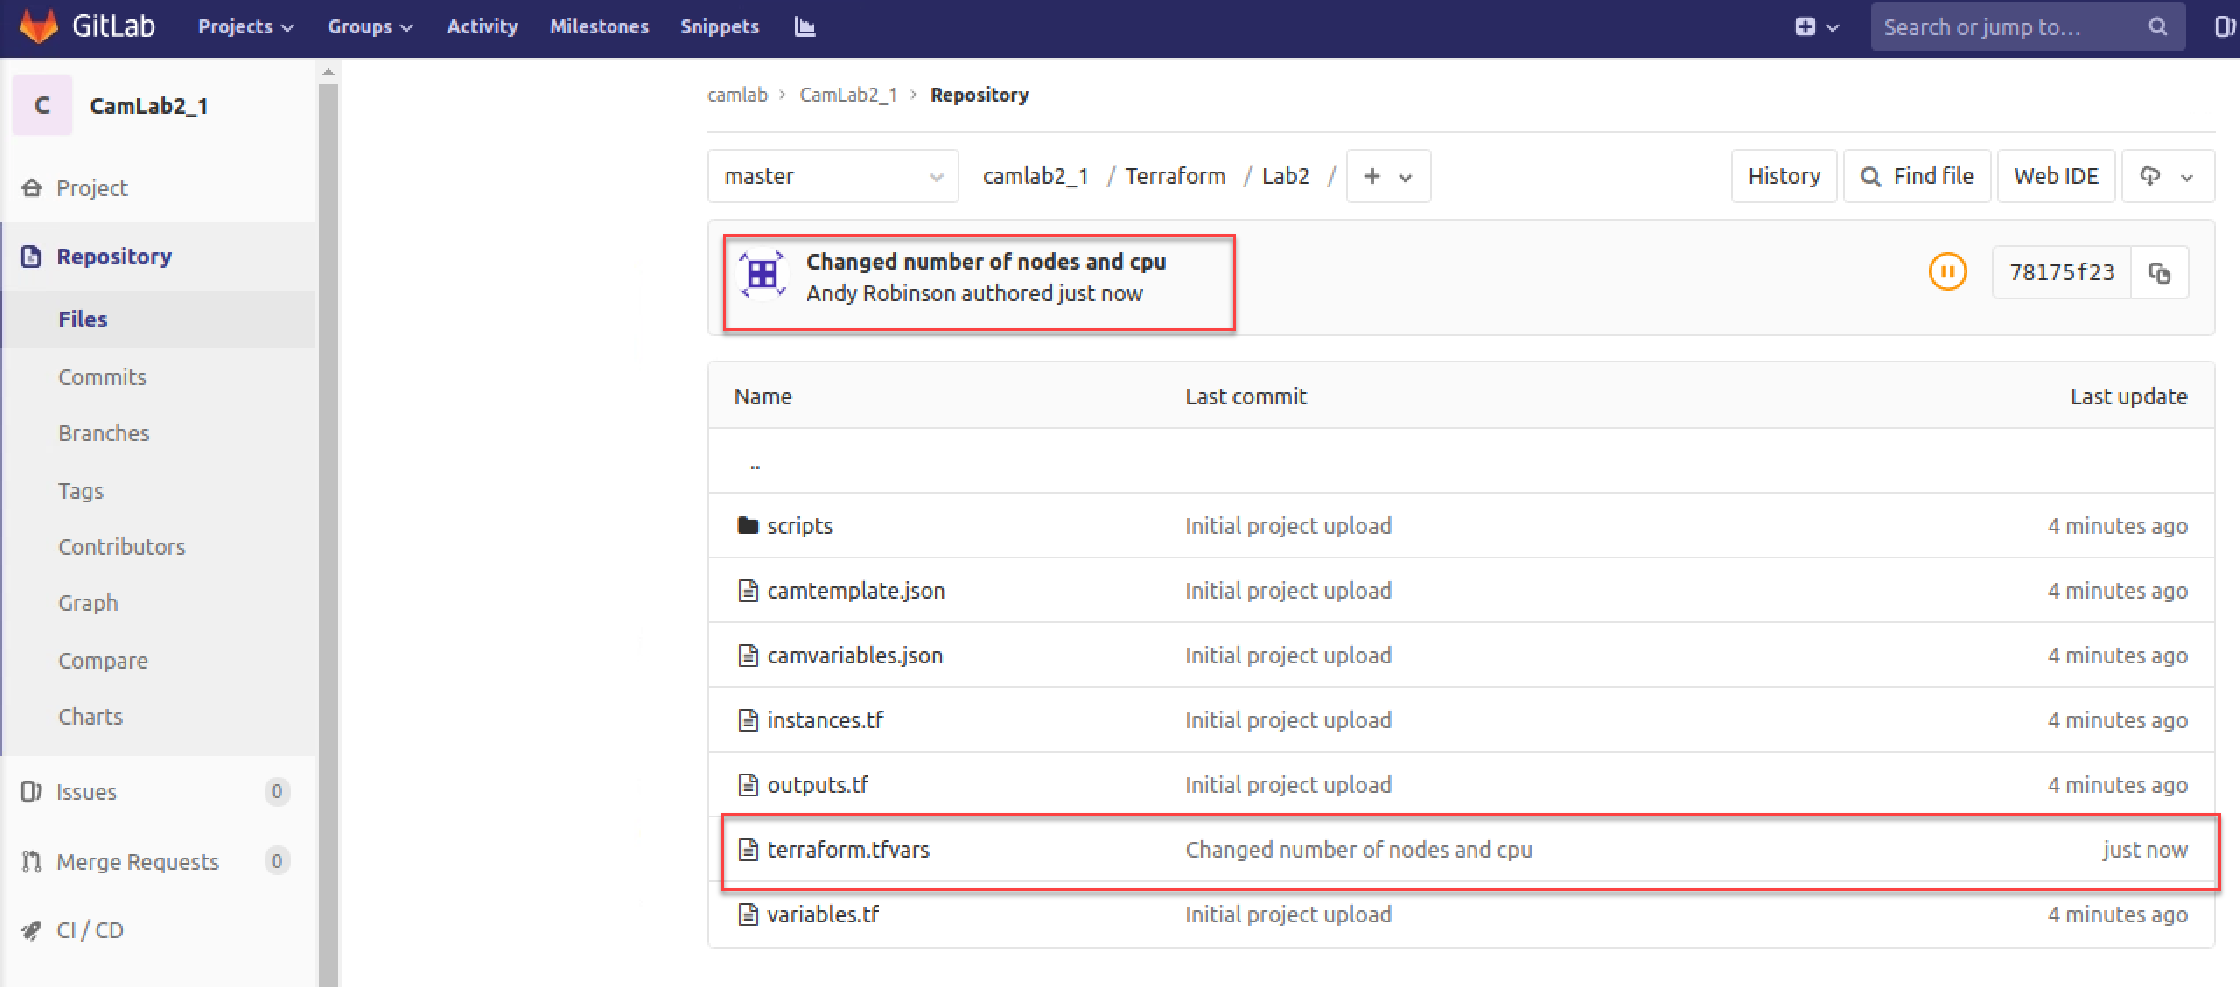 GitLab Projects Groups Activity Milestones Snippets Search or jump to...
C CamLab2_1
Project
Repository
Files
Commits
Branches
Tags
Contributors
Graph
Compare
Charts
Issues 0
Merge Requests 0
CI / CD
camlab > CamLab2_1 > Repository
master camlab2_1 / Terraform / Lab2 / + History Find file Web IDE
Changed number of nodes and cpu
Andy Robinson authored just now
78175f23
Name Last commit Last update
..
scripts Initial project upload 4 minutes ago
camtemplate.json Initial project upload 4 minutes ago
camvariables.json Initial project upload 4 minutes ago
instances.tf Initial project upload 4 minutes ago
outputs.tf Initial project upload 4 minutes ago
terraform.tfvars Changed number of nodes and cpu just now
variables.tf Initial project upload 4 minutes ago